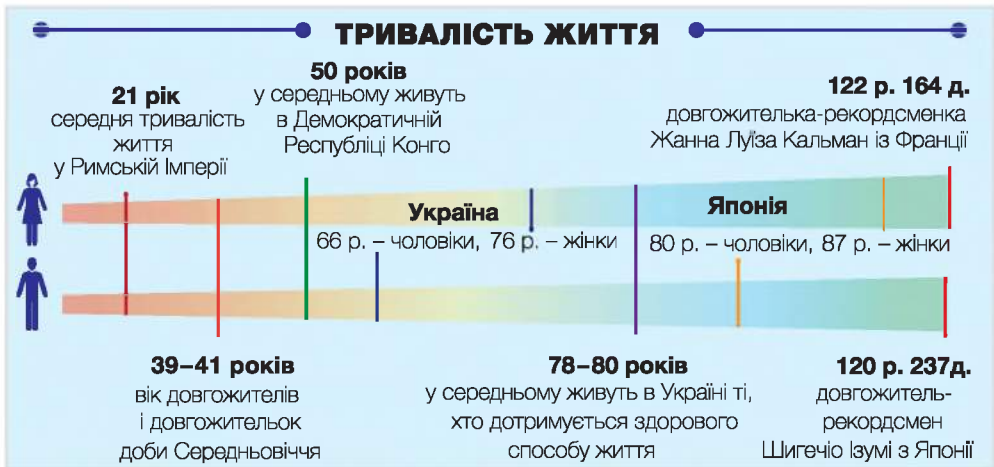 ТРИВАЛІСТЬ ЖИТТЯ
21 рік
середня тривалість
життя
у Римській Імперії
50 років
у середньому живуть
в Демократичній
Республіці Конго
122 р. 164 д.
довгожителька-рекордсменка
Жанна Луїза Кальман із Франції
Україна
66 р. – чоловіки, 76 р. – жінки
Японія
80 р. – чоловіки, 87 р. – жінки
39–41 років
вік довгожителів
і довгожительок
доби Середньовіччя
78–80 років
у середньому живуть в Україні ті,
хто дотримується здорового
способу життя
120 р. 237д.
довгожитель-
рекордсмен
Шигечіо Ізумі з Японії